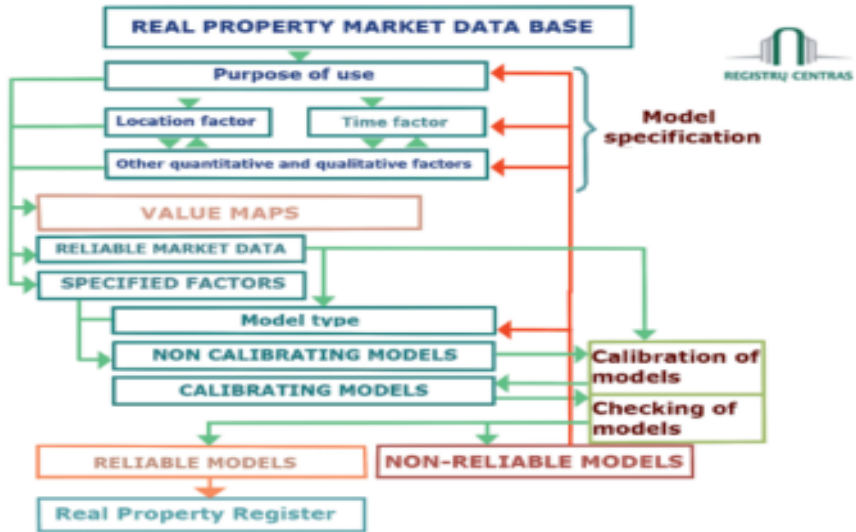 REAL PROPERTY MARKET DATA BASE
REGISTRŲ CENTRAS
Purpose of use
Location factor
Time factor
Model
specification
Other quantitative and qualitative factors
VALUE MAPS
RELIABLE MARKET DATA
SPECIFIED FACTORS
Model type
NON CALIBRATING MODELS
Calibration of
models
CALIBRATING MODELS
Checking of
models
RELIABLE MODELS
NON-RELIABLE MODELS
Real Property Register